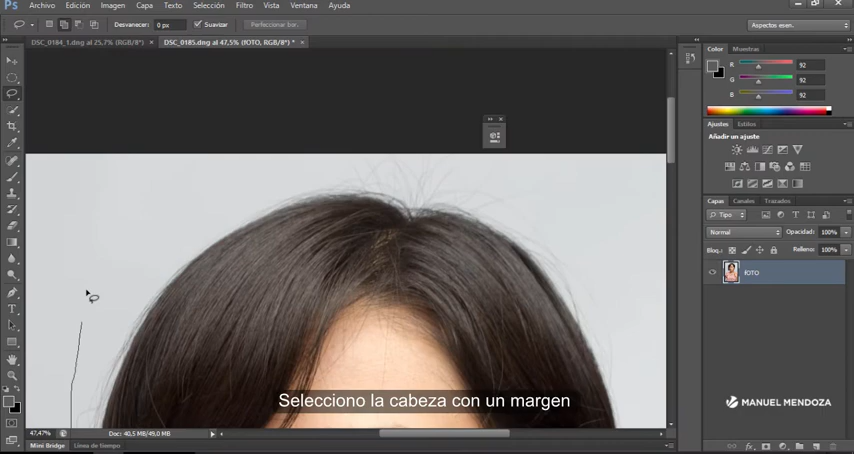 Ps
Archivo Edición Imagen Capa Texto Selección Filtro Vista Ventana Ayuda
Desvanecer: 0 px Suavizar Perfeccionar bor... Aspectos esen.
DSC_0184_1.dng al 25,7% (RGB/8*) × DSC_0185.dng al 47,5% (fOTO, RGB/8*) * ×
Color Muestras
R 92
G 92
B 92
Ajustes Estilos
Añadir un ajuste
Capas Canales Trazados
Tipo
Normal Opacidad: 100%
Bloq.: Relleno: 100%
fOTO
Selecciono la cabeza con un margen
MANUEL MENDOZA
47,47% Doc: 40,5 MB/49,0 MB
Mini Bridge Línea de tiempo
fx